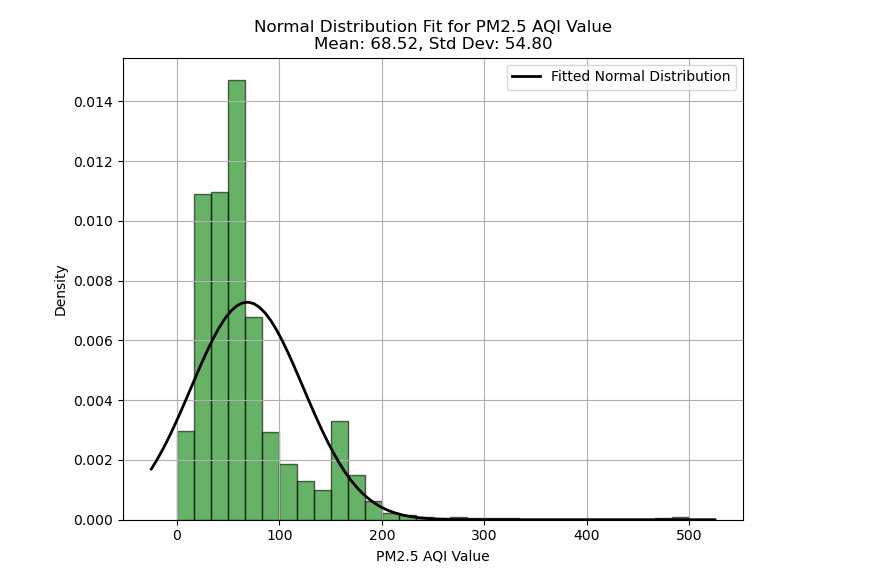 Normal Distribution Fit for PM2.5 AQI Value
Mean: 68.52, Std Dev: 54.80
Fitted Normal Distribution
0.014
0.012
0.010
0.008
0.006
0.004
0.002
0.000
Density
0 100 200 300 400 500
PM2.5 AQI Value